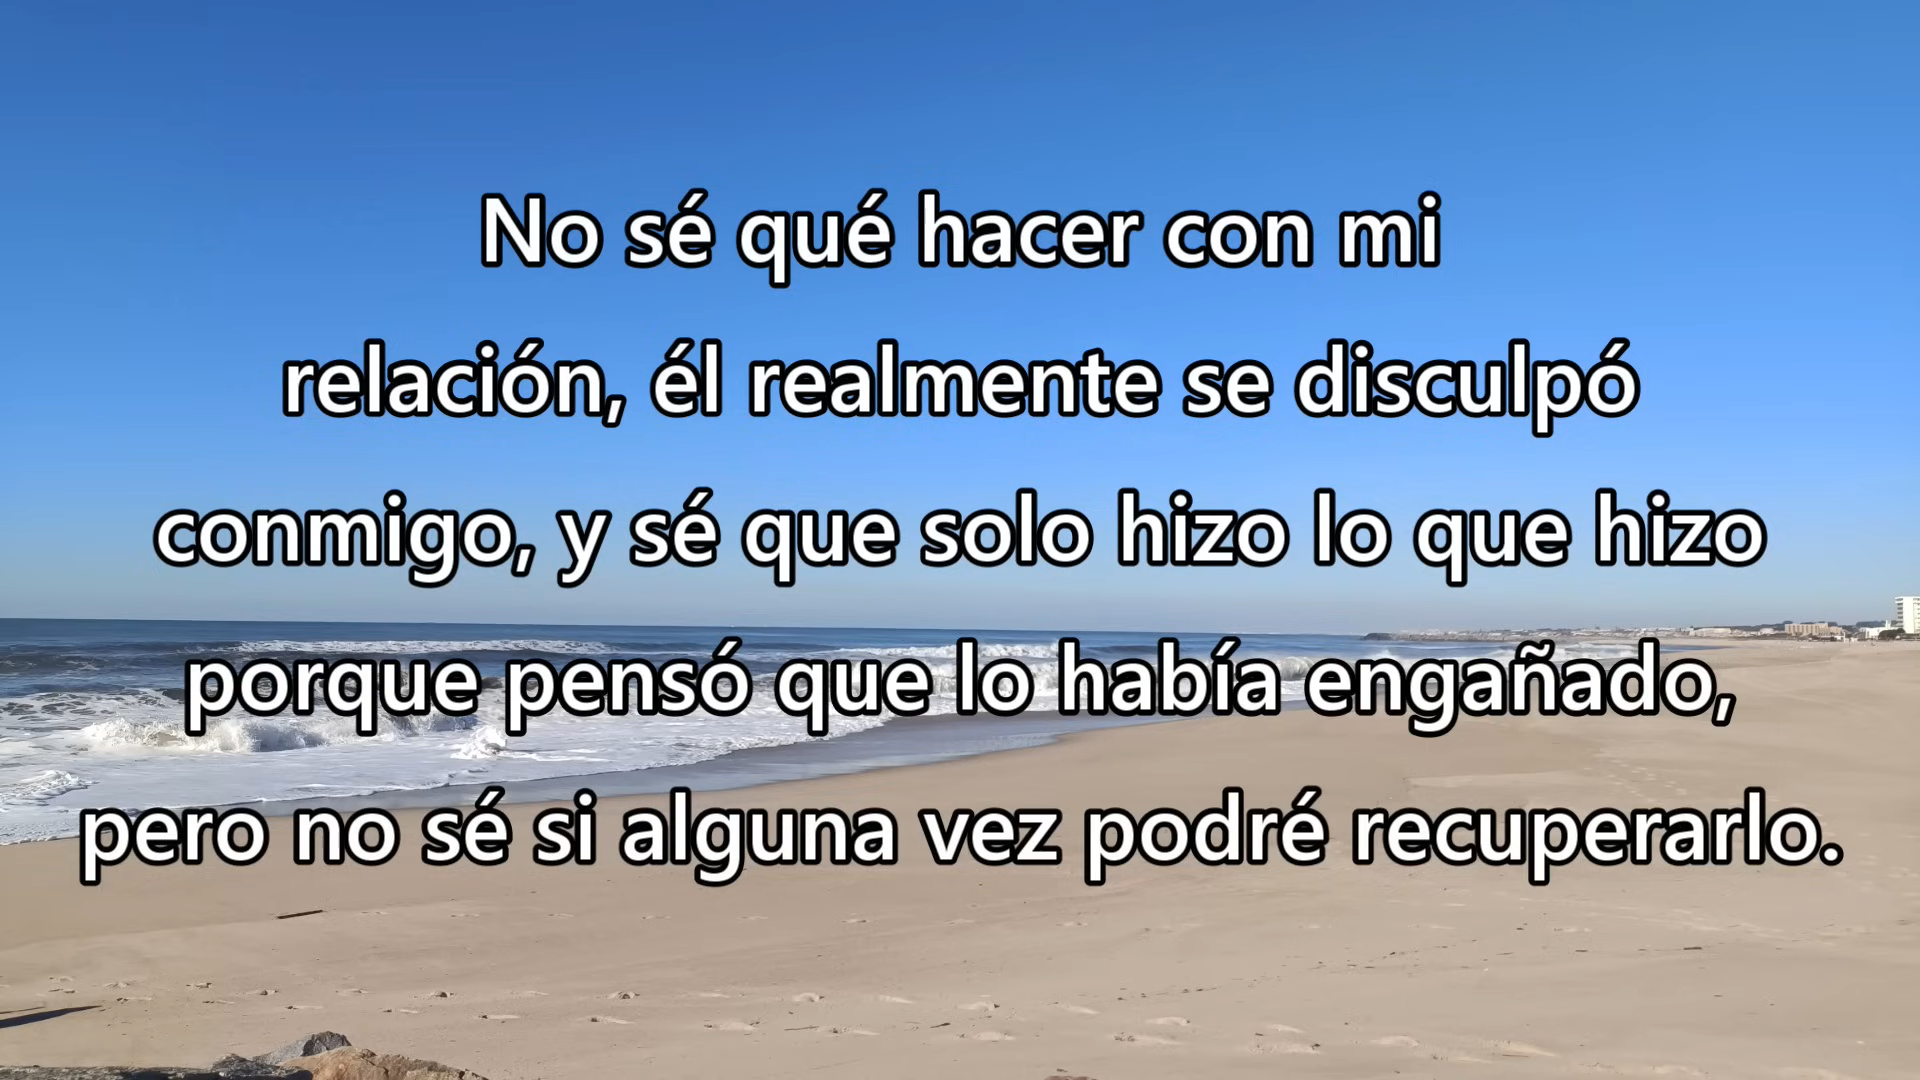 No sé qué hacer con mi
relación, él realmente se disculpó
conmigo, y sé que solo hizo lo que hizo
porque pensó que lo había engañado,
pero no sé si alguna vez podré recuperarlo.